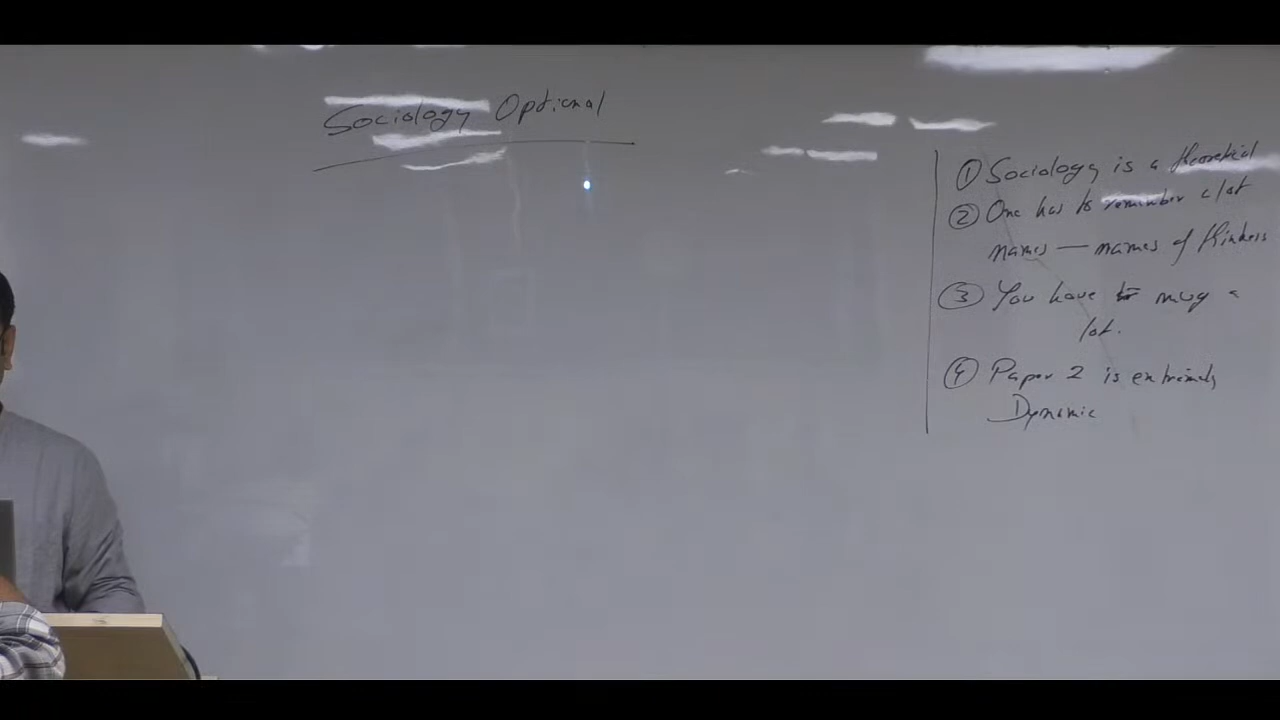 Sociology Optional
① Sociology is a theoretical
② One has to remember a lot
names — names of thinkers
③ You have to mug a
lot.
④ Paper 2 is extremely
Dynamic